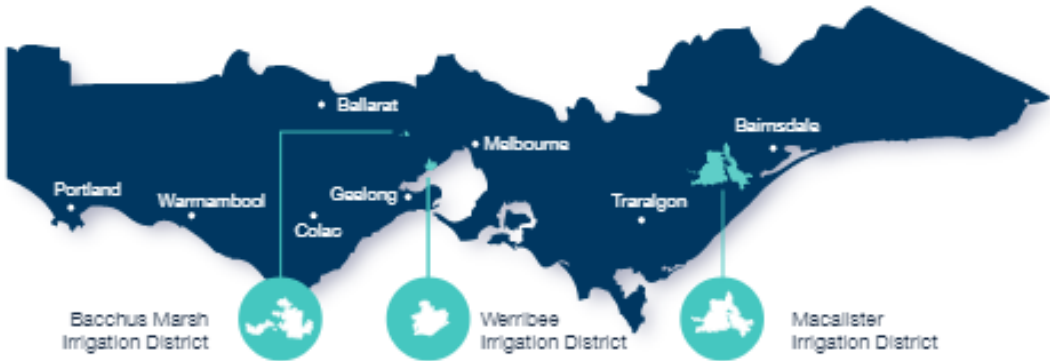 Ballarat
Melbourne
Bairnsdale
Portland
Warrnambool
Geelong
Colac
Traralgon
Bacchus Marsh
Irrigation District
Werribee
Irrigation District
Macalister
Irrigation District